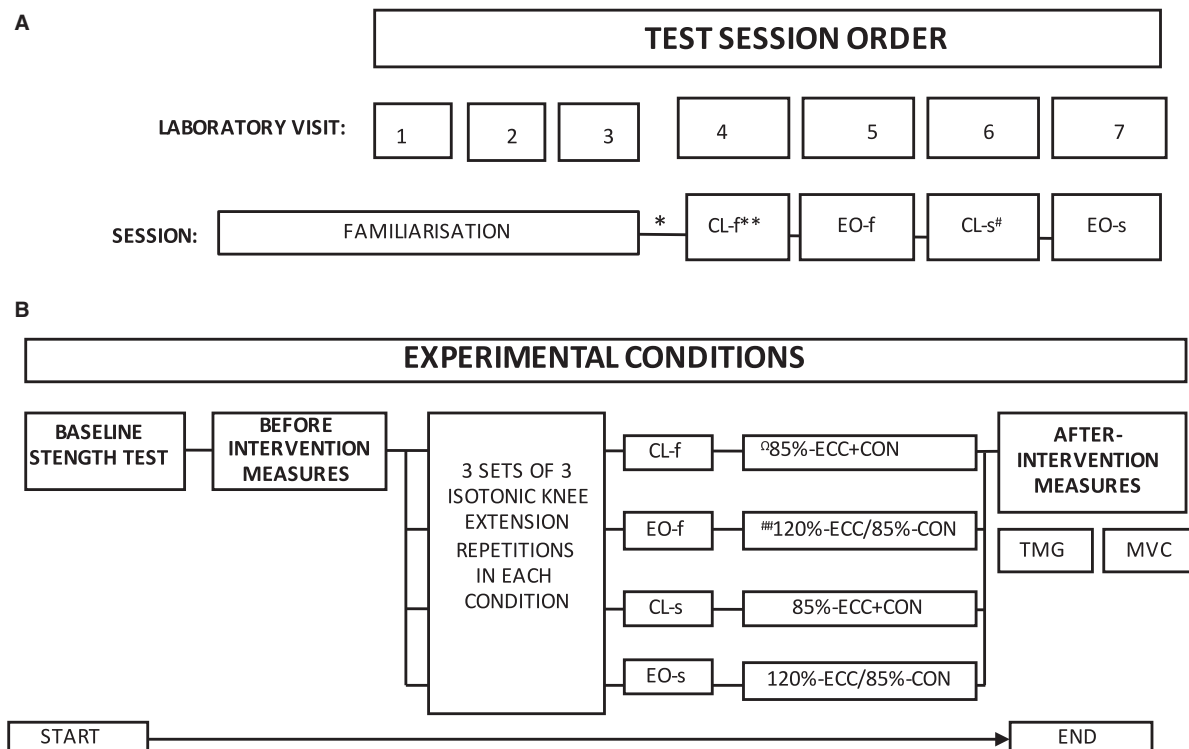 A
TEST SESSION ORDER
LABORATORY VISIT:
1
2
3
4
5
6
7
SESSION:
FAMILIARISATION
*
CL-f**
EO-f
CL-s#
EO-s
B
EXPERIMENTAL CONDITIONS
BASELINE
STENGTH TEST
BEFORE
INTERVENTION
MEASURES
3 SETS OF 3
ISOTONIC KNEE
EXTENSION
REPETITIONS
IN EACH
CONDITION
CL-f
Ω85%-ECC+CON
EO-f
##120%-ECC/85%-CON
CL-s
85%-ECC+CON
EO-s
120%-ECC/85%-CON
AFTER-
INTERVENTION
MEASURES
TMG
MVC
START
END